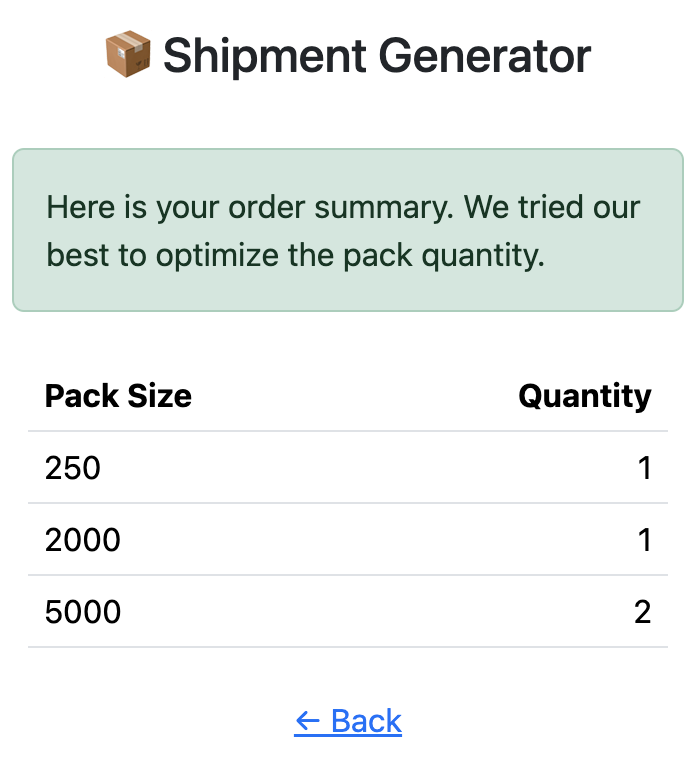 📦 Shipment Generator
Here is your order summary. We tried our
best to optimize the pack quantity.
Pack Size Quantity
250 1
2000 1
5000 2
← Back